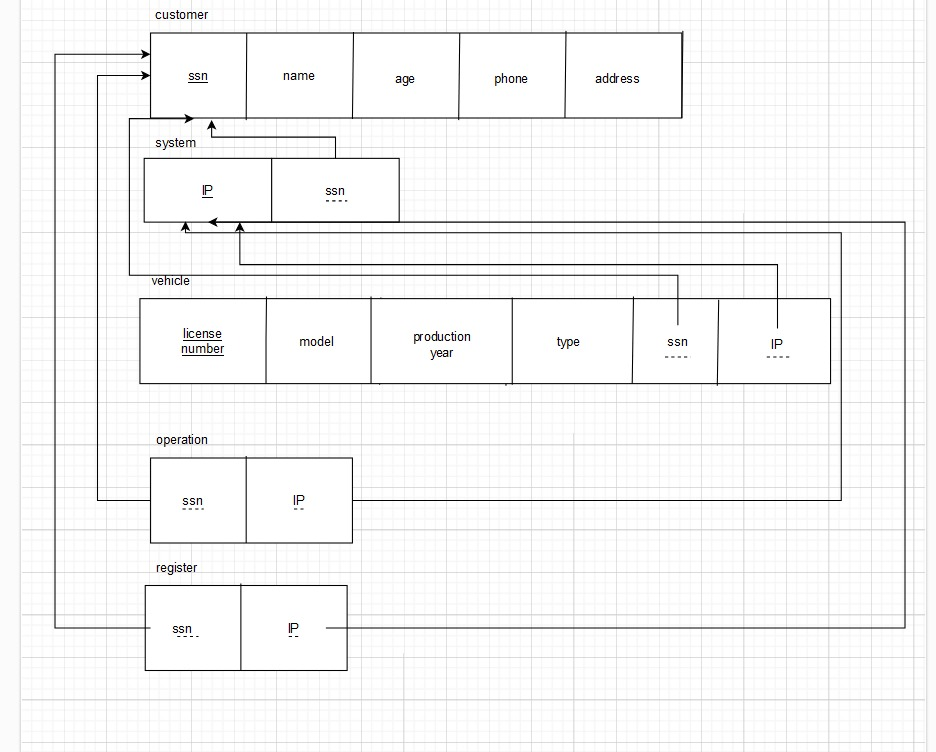 customer
ssn
name
age
phone
address
system
IP
ssn
vehicle
license
number
model
production
year
type
ssn
IP
operation
ssn
IP
register
ssn
IP